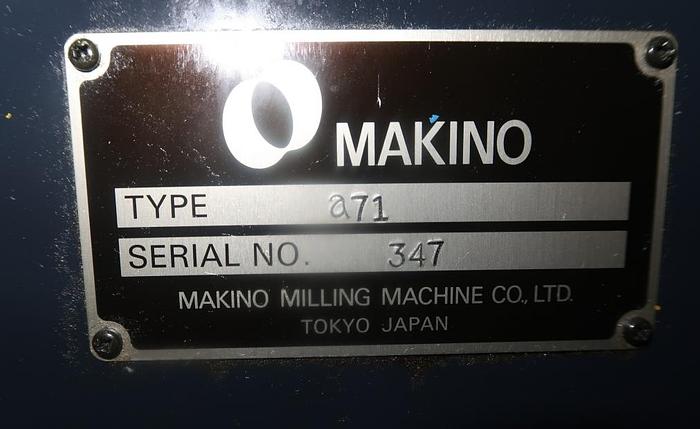 MAKINO
TYPE a71
SERIAL NO. 347
MAKINO MILLING MACHINE CO., LTD.
TOKYO JAPAN